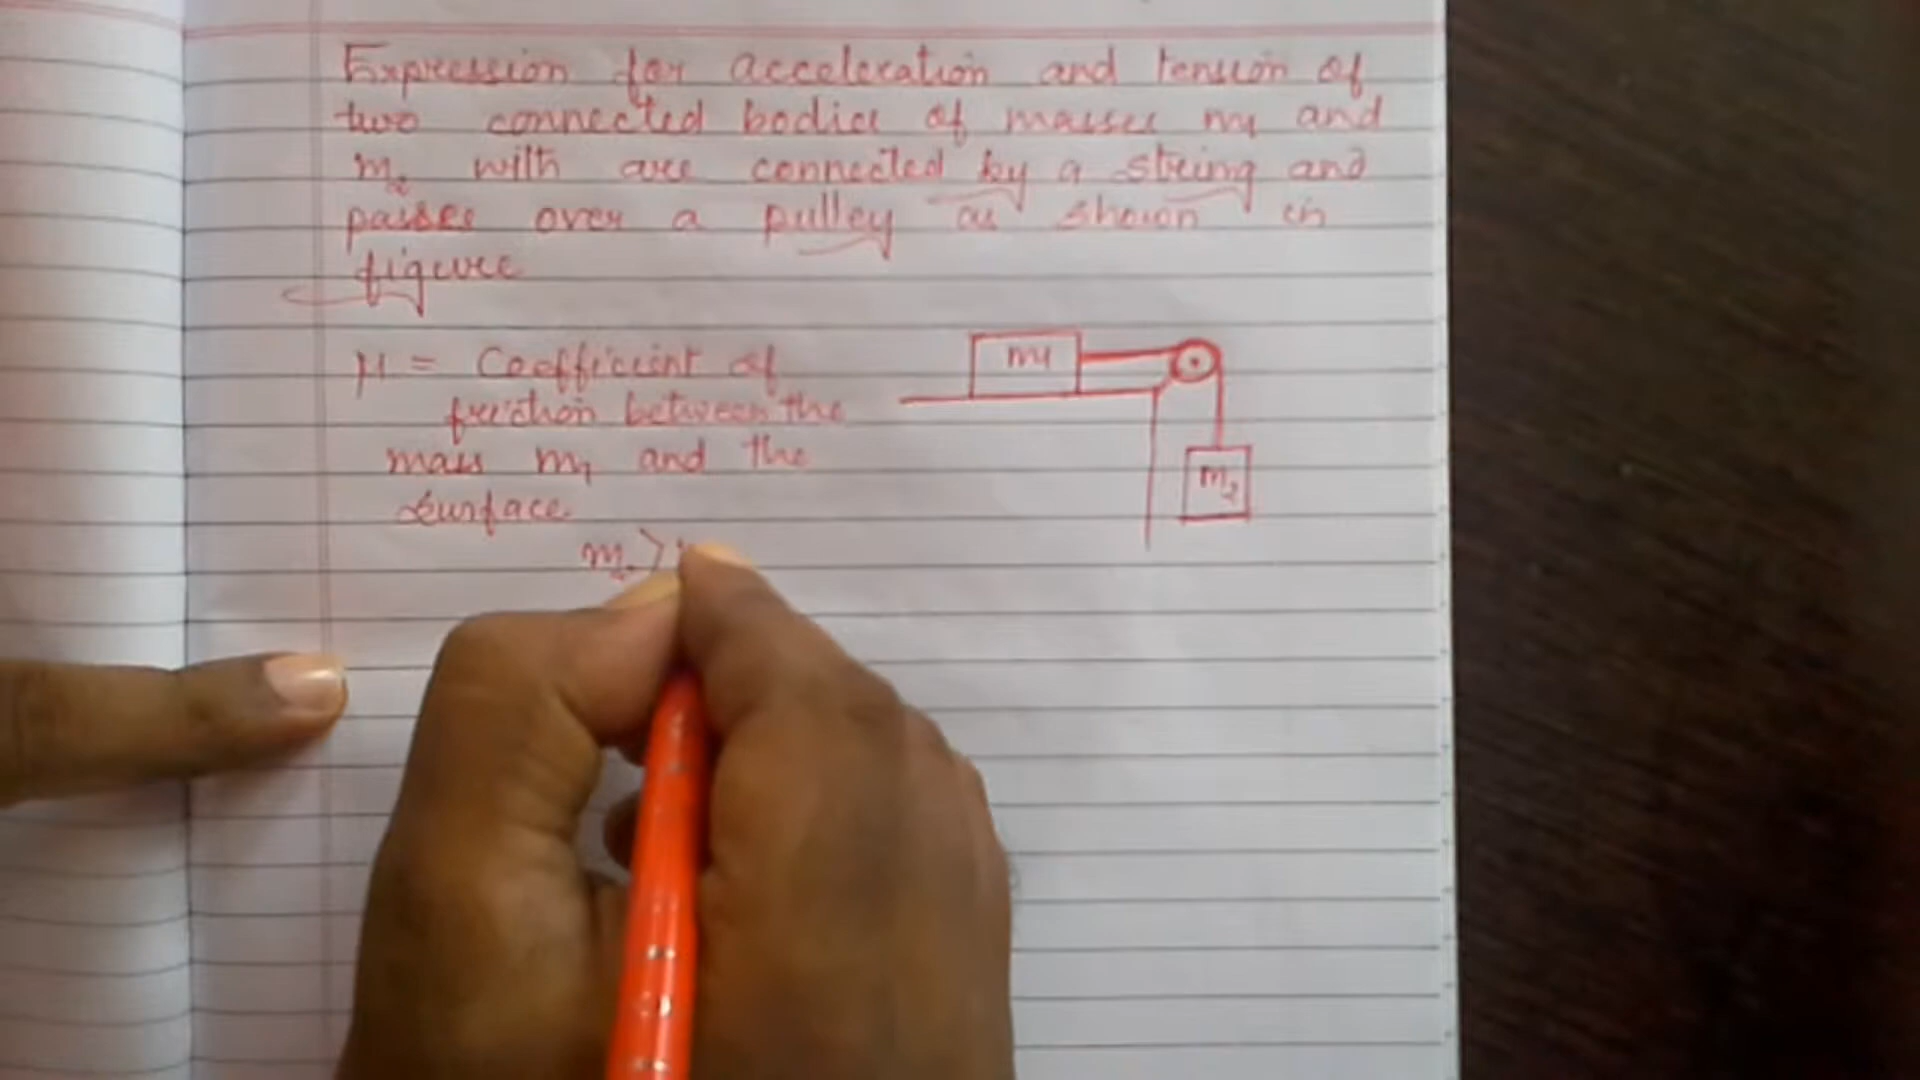 Expression for acceleration and tension of
two connected bodies of masses m1 and
m2 with are connected by a string and
passes over a pulley as shown in
figure
μ = Coefficient of
friction between the
mass m1 and the
surface
m2 >
m1
m2